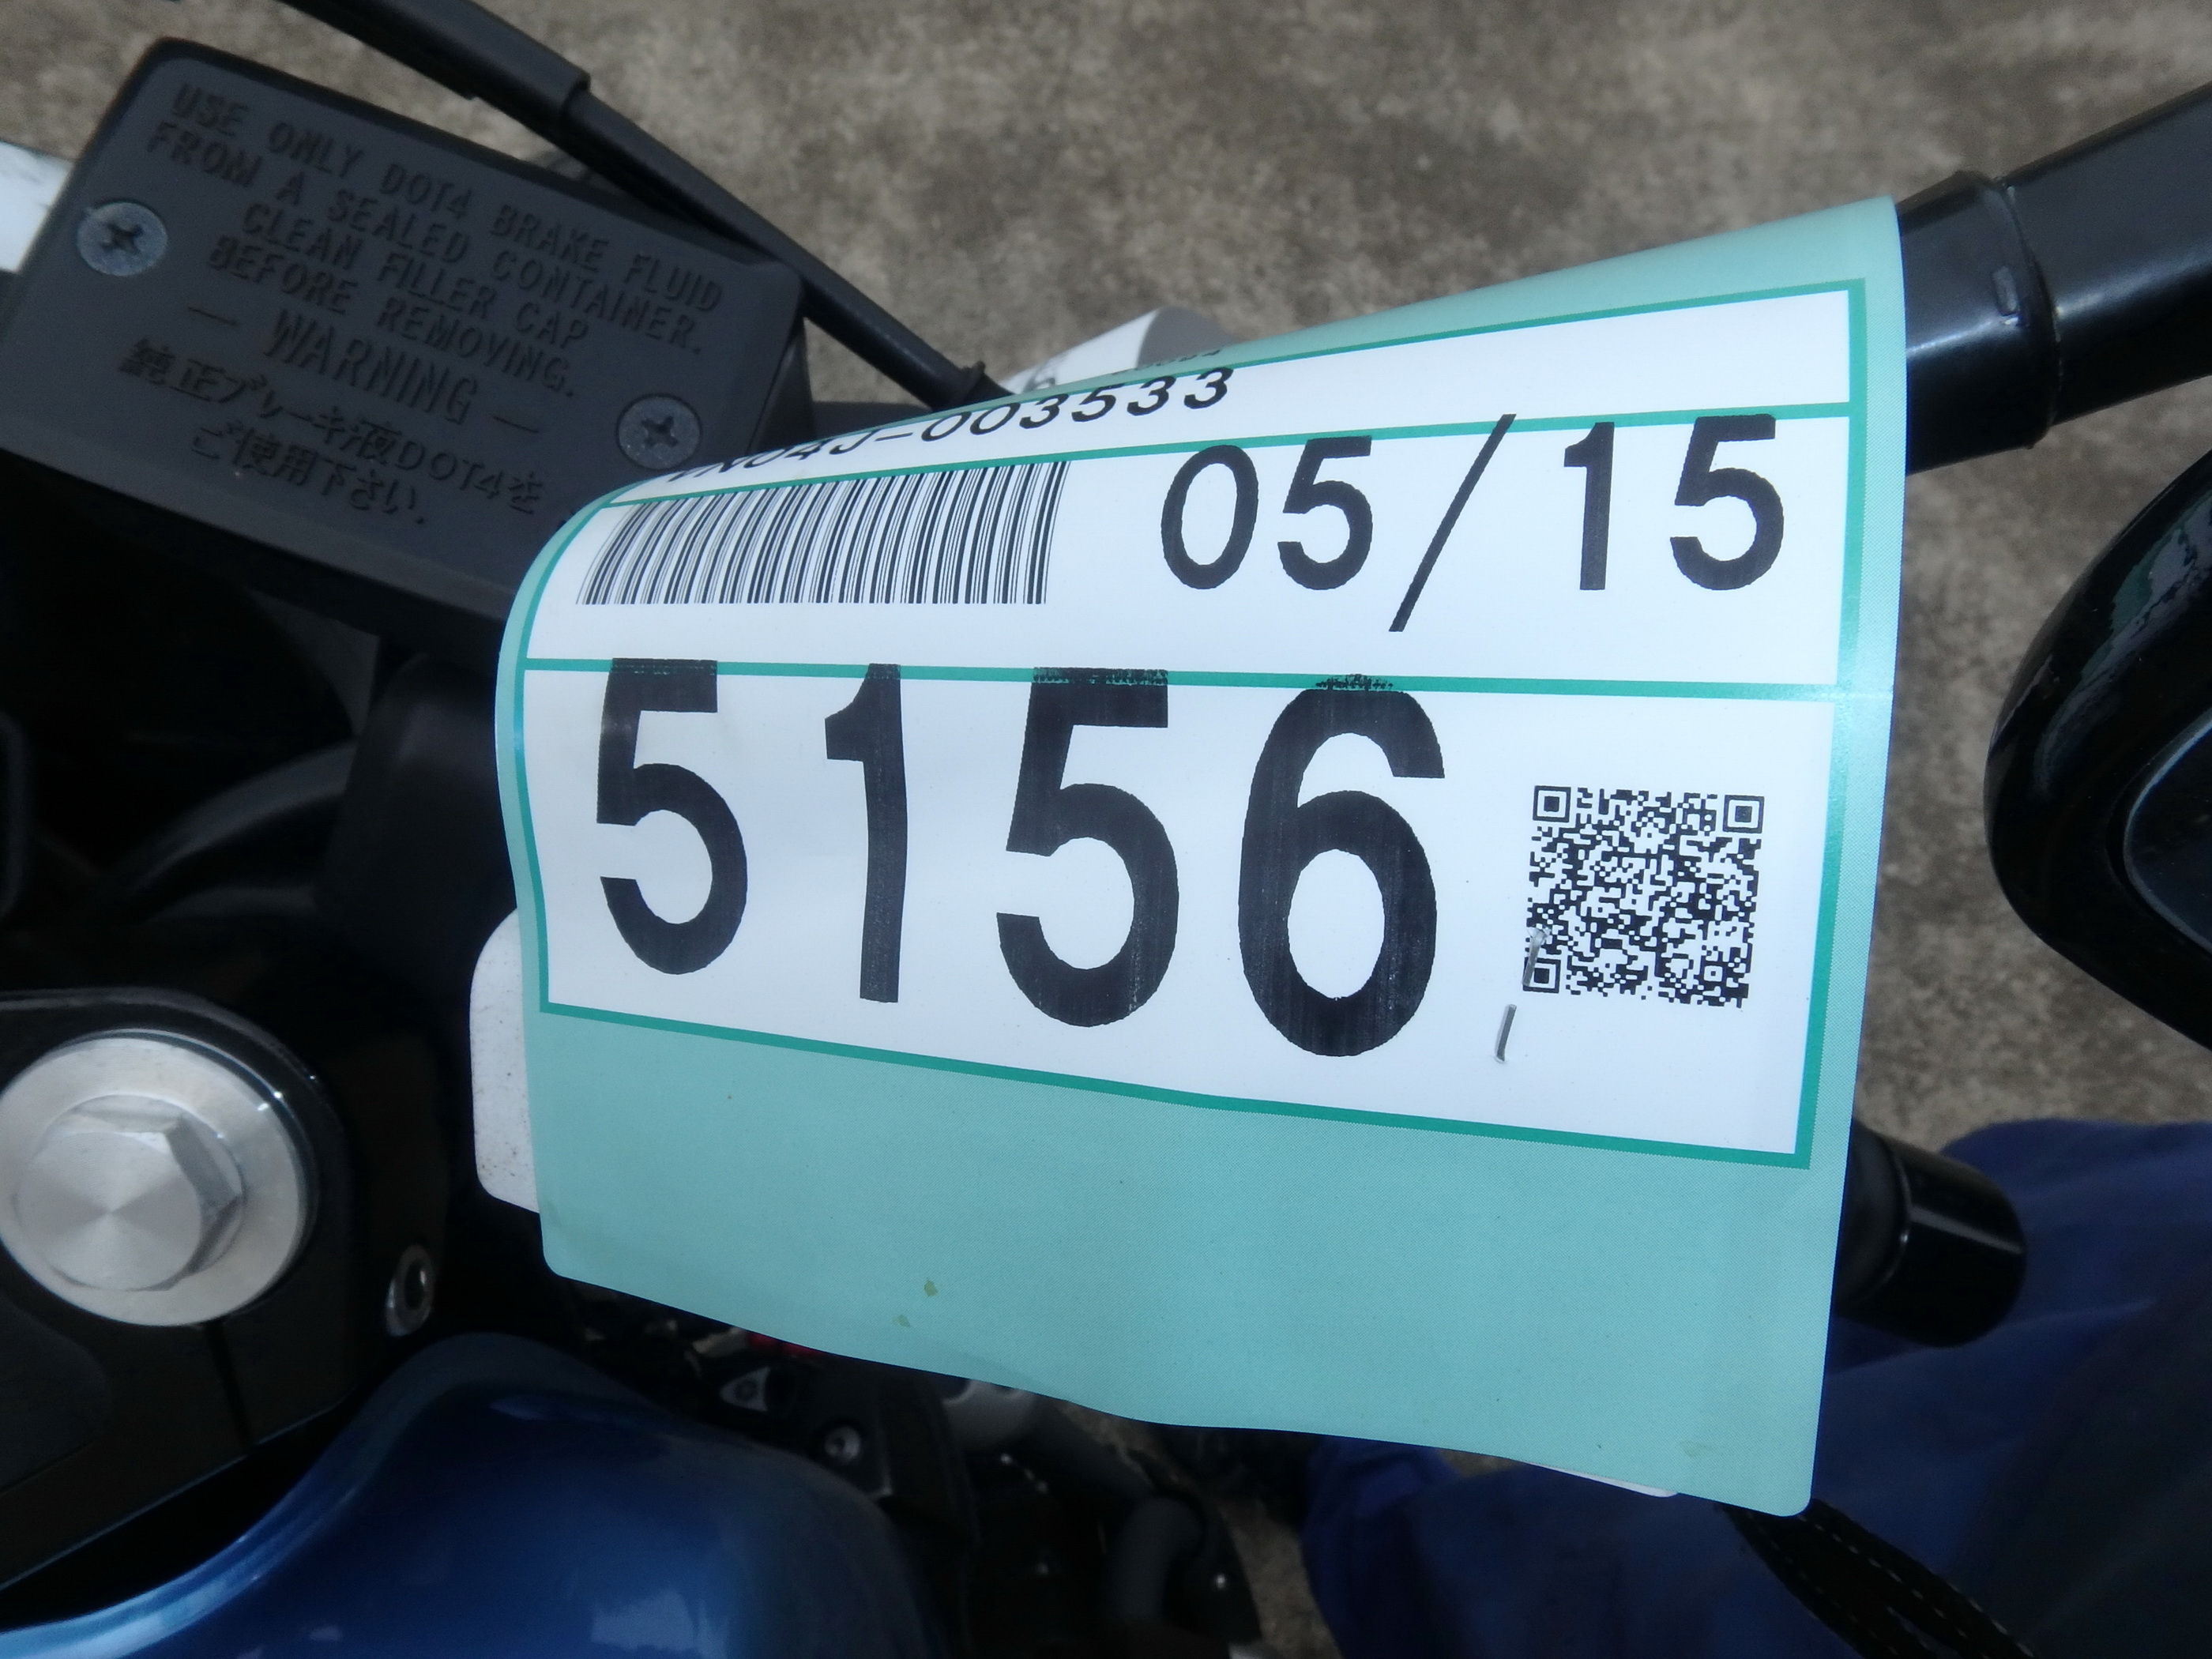 USE ONLY DOT4 BRAKE FLUID
FROM A SEALED CONTAINER.
CLEAN FILLER CAP
BEFORE REMOVING.
— WARNING —
純正ブレーキ液DOT4を
ご使用下さい.
-003533
05/15
5156